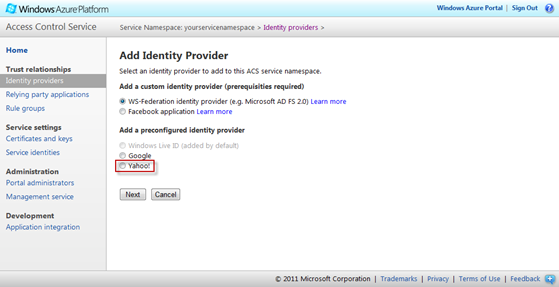 Windows Azure Platform
Windows Azure Portal | Sign Out ?
Access Control Service
Service Namespace: yourservicenamespace > Identity providers >
Home
Trust relationships
Identity providers
Relying party applications
Rule groups
Service settings
Certificates and keys
Service identities
Administration
Portal administrators
Management service
Development
Application integration
Add Identity Provider
Select an identity provider to add to this ACS service namespace.
Add a custom identity provider (prerequisites required)
WS-Federation identity provider (e.g. Microsoft AD FS 2.0) Learn more
Facebook application Learn more
Add a preconfigured identity provider
Windows Live ID (added by default)
Google
Yahoo!
Next Cancel
© 2011 Microsoft Corporation | Trademarks | Privacy | Terms of Use | Feedback